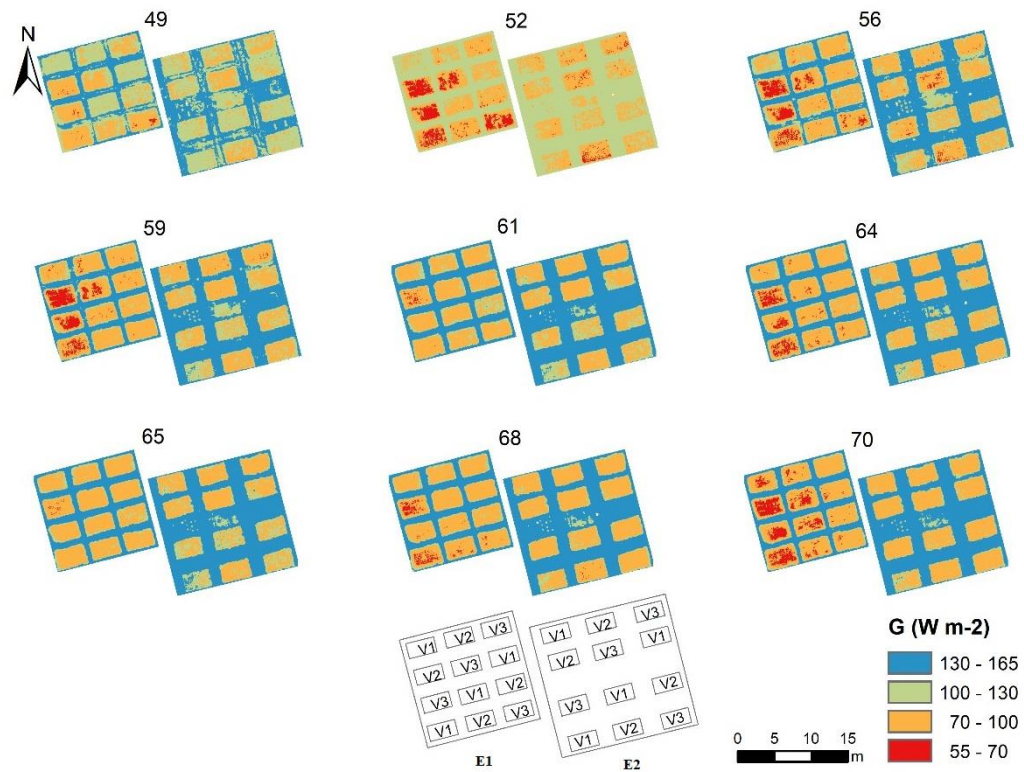 N
49
52
56
59
61
64
65
68
70
V1 V2 V3
V2 V3 V1
V3 V1 V2
V1 V2 V3
E1
V1 V2 V3
V2 V3 V1
V3 V1 V2
V1 V2 V3
E2
G (W m-2)
130 - 165
100 - 130
70 - 100
55 - 70
0 5 10 15
m